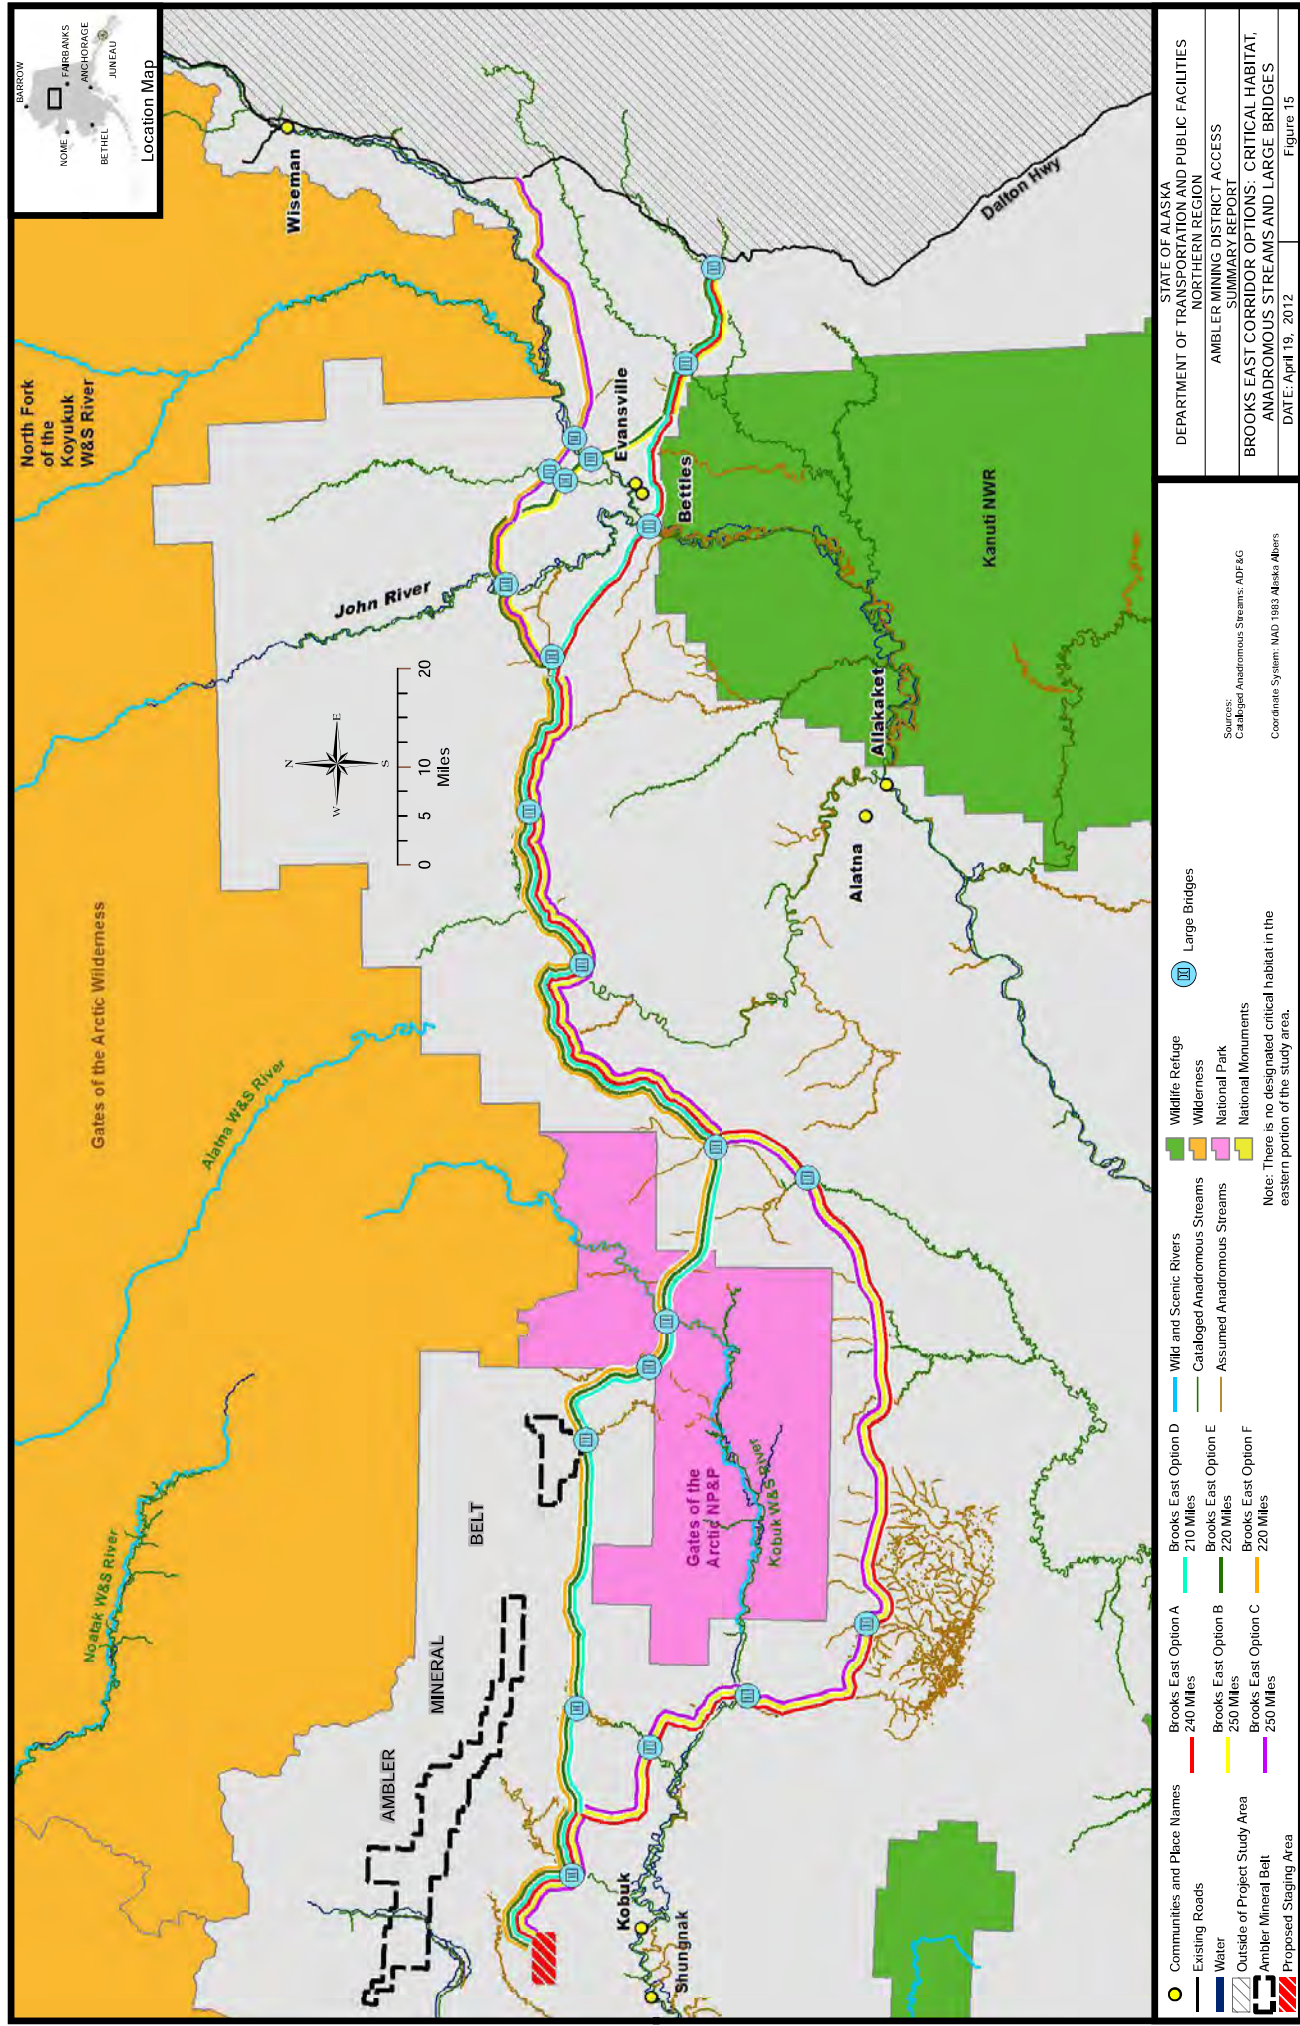 BARROW
NOME
FAIRBANKS
ANCHORAGE
BETHEL
JUNEAU
Location Map
Wiseman
Dalton Hwy
North Fork
of the
Koyukuk
W&S River
Evansville
Bettles
John River
Kanuti NWR
Allakaket
Alatna
N
E
S
W
0
5
10
20
Miles
Gates of the Arctic Wilderness
Alatna W&S River
Noatak W&S River
Gates of the
Arctic NP&P
Kobuk W&S River
AMBLER
MINERAL
BELT
Kobuk
Shungnak
Communities and Place Names
Existing Roads
Water
Outside of Project Study Area
Ambler Mineral Belt
Proposed Staging Area
Brooks East Option A
240 Miles
Brooks East Option B
250 Miles
Brooks East Option C
250 Miles
Brooks East Option D
210 Miles
Brooks East Option E
220 Miles
Brooks East Option F
220 Miles
Wild and Scenic Rivers
Cataloged Anadromous Streams
Assumed Anadromous Streams
Wildlife Refuge
Wilderness
National Park
National Monuments
Large Bridges
Note: There is no designated critical habitat in the
eastern portion of the study area.
Sources:
Cataloged Anadromous Streams: ADF&G
Coordinate System: NAD 1983 Alaska Albers
STATE OF ALASKA
DEPARTMENT OF TRANSPORTATION AND PUBLIC FACILITIES
NORTHERN REGION
AMBLER MINING DISTRICT ACCESS
SUMMARY REPORT
BROOKS EAST CORRIDOR OPTIONS: CRITICAL HABITAT,
ANADROMOUS STREAMS AND LARGE BRIDGES
DATE: April 19, 2012
Figure 15